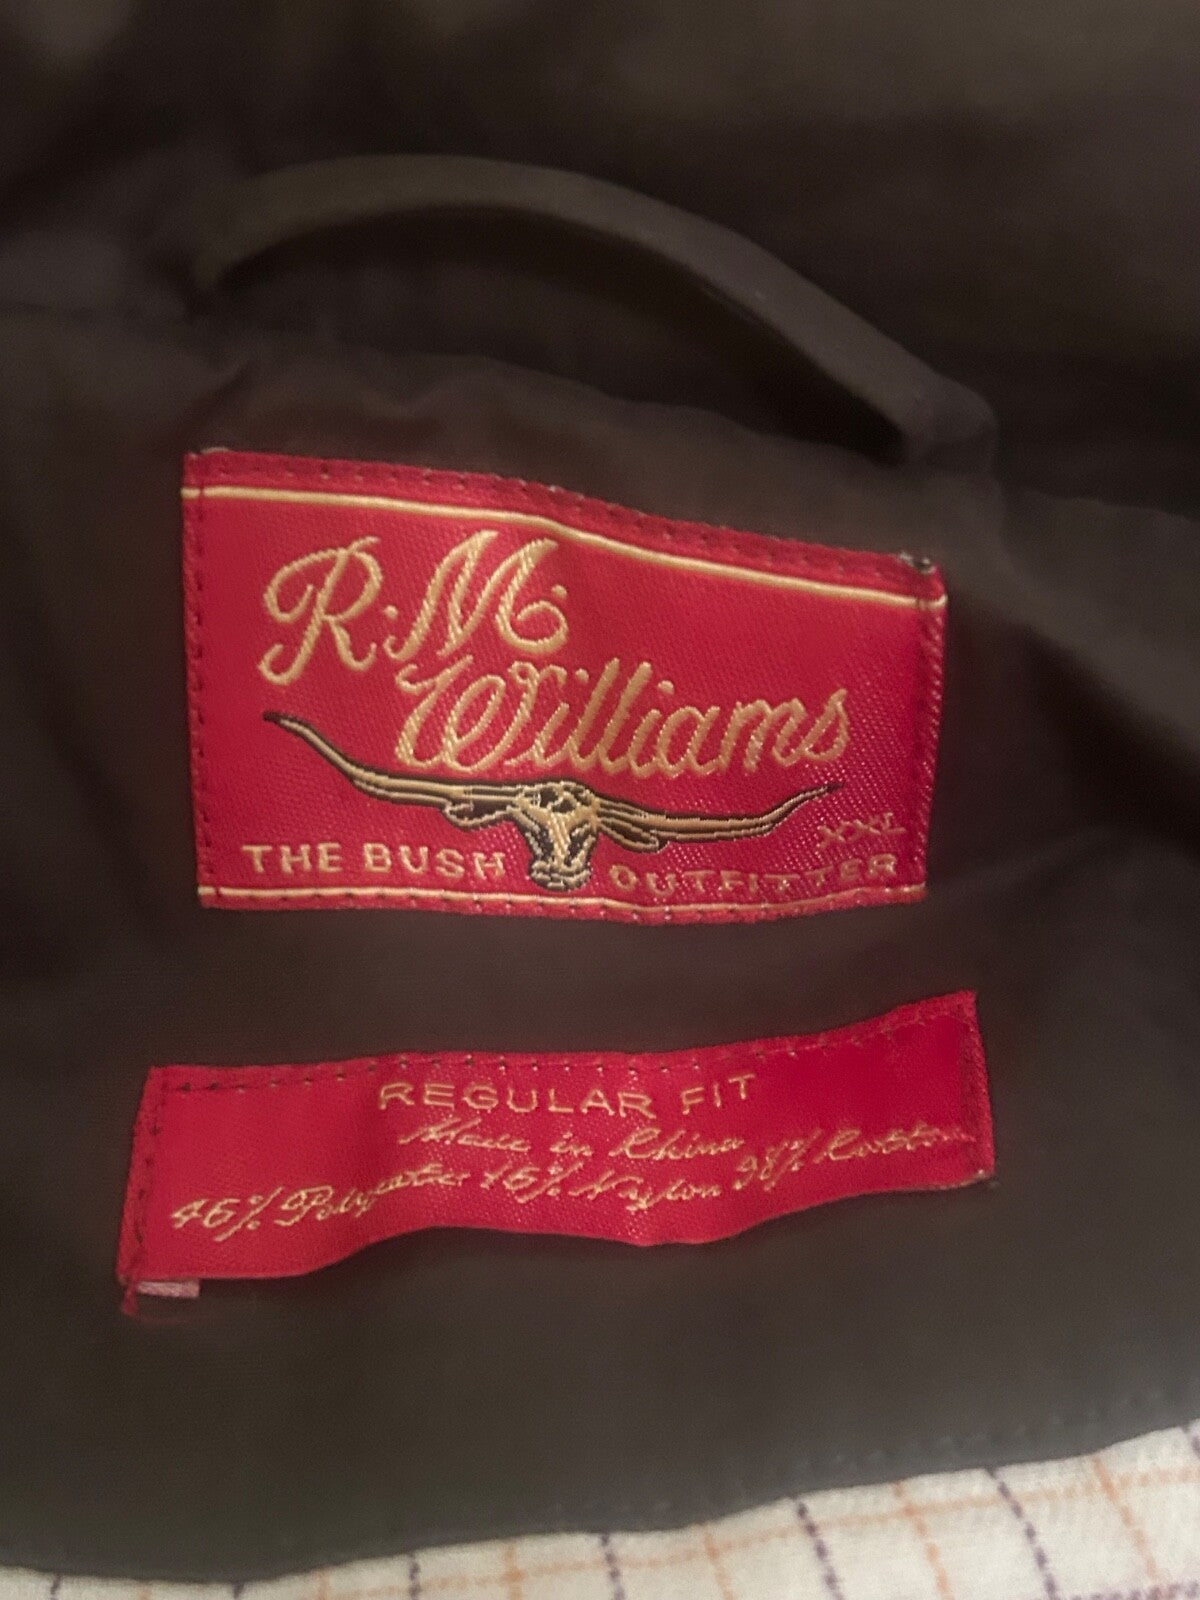 R.M.
Williams
XXL
THE BUSH OUTFITTER
REGULAR FIT
Made in China
46% Polyester 16% Nylon 38% Cotton